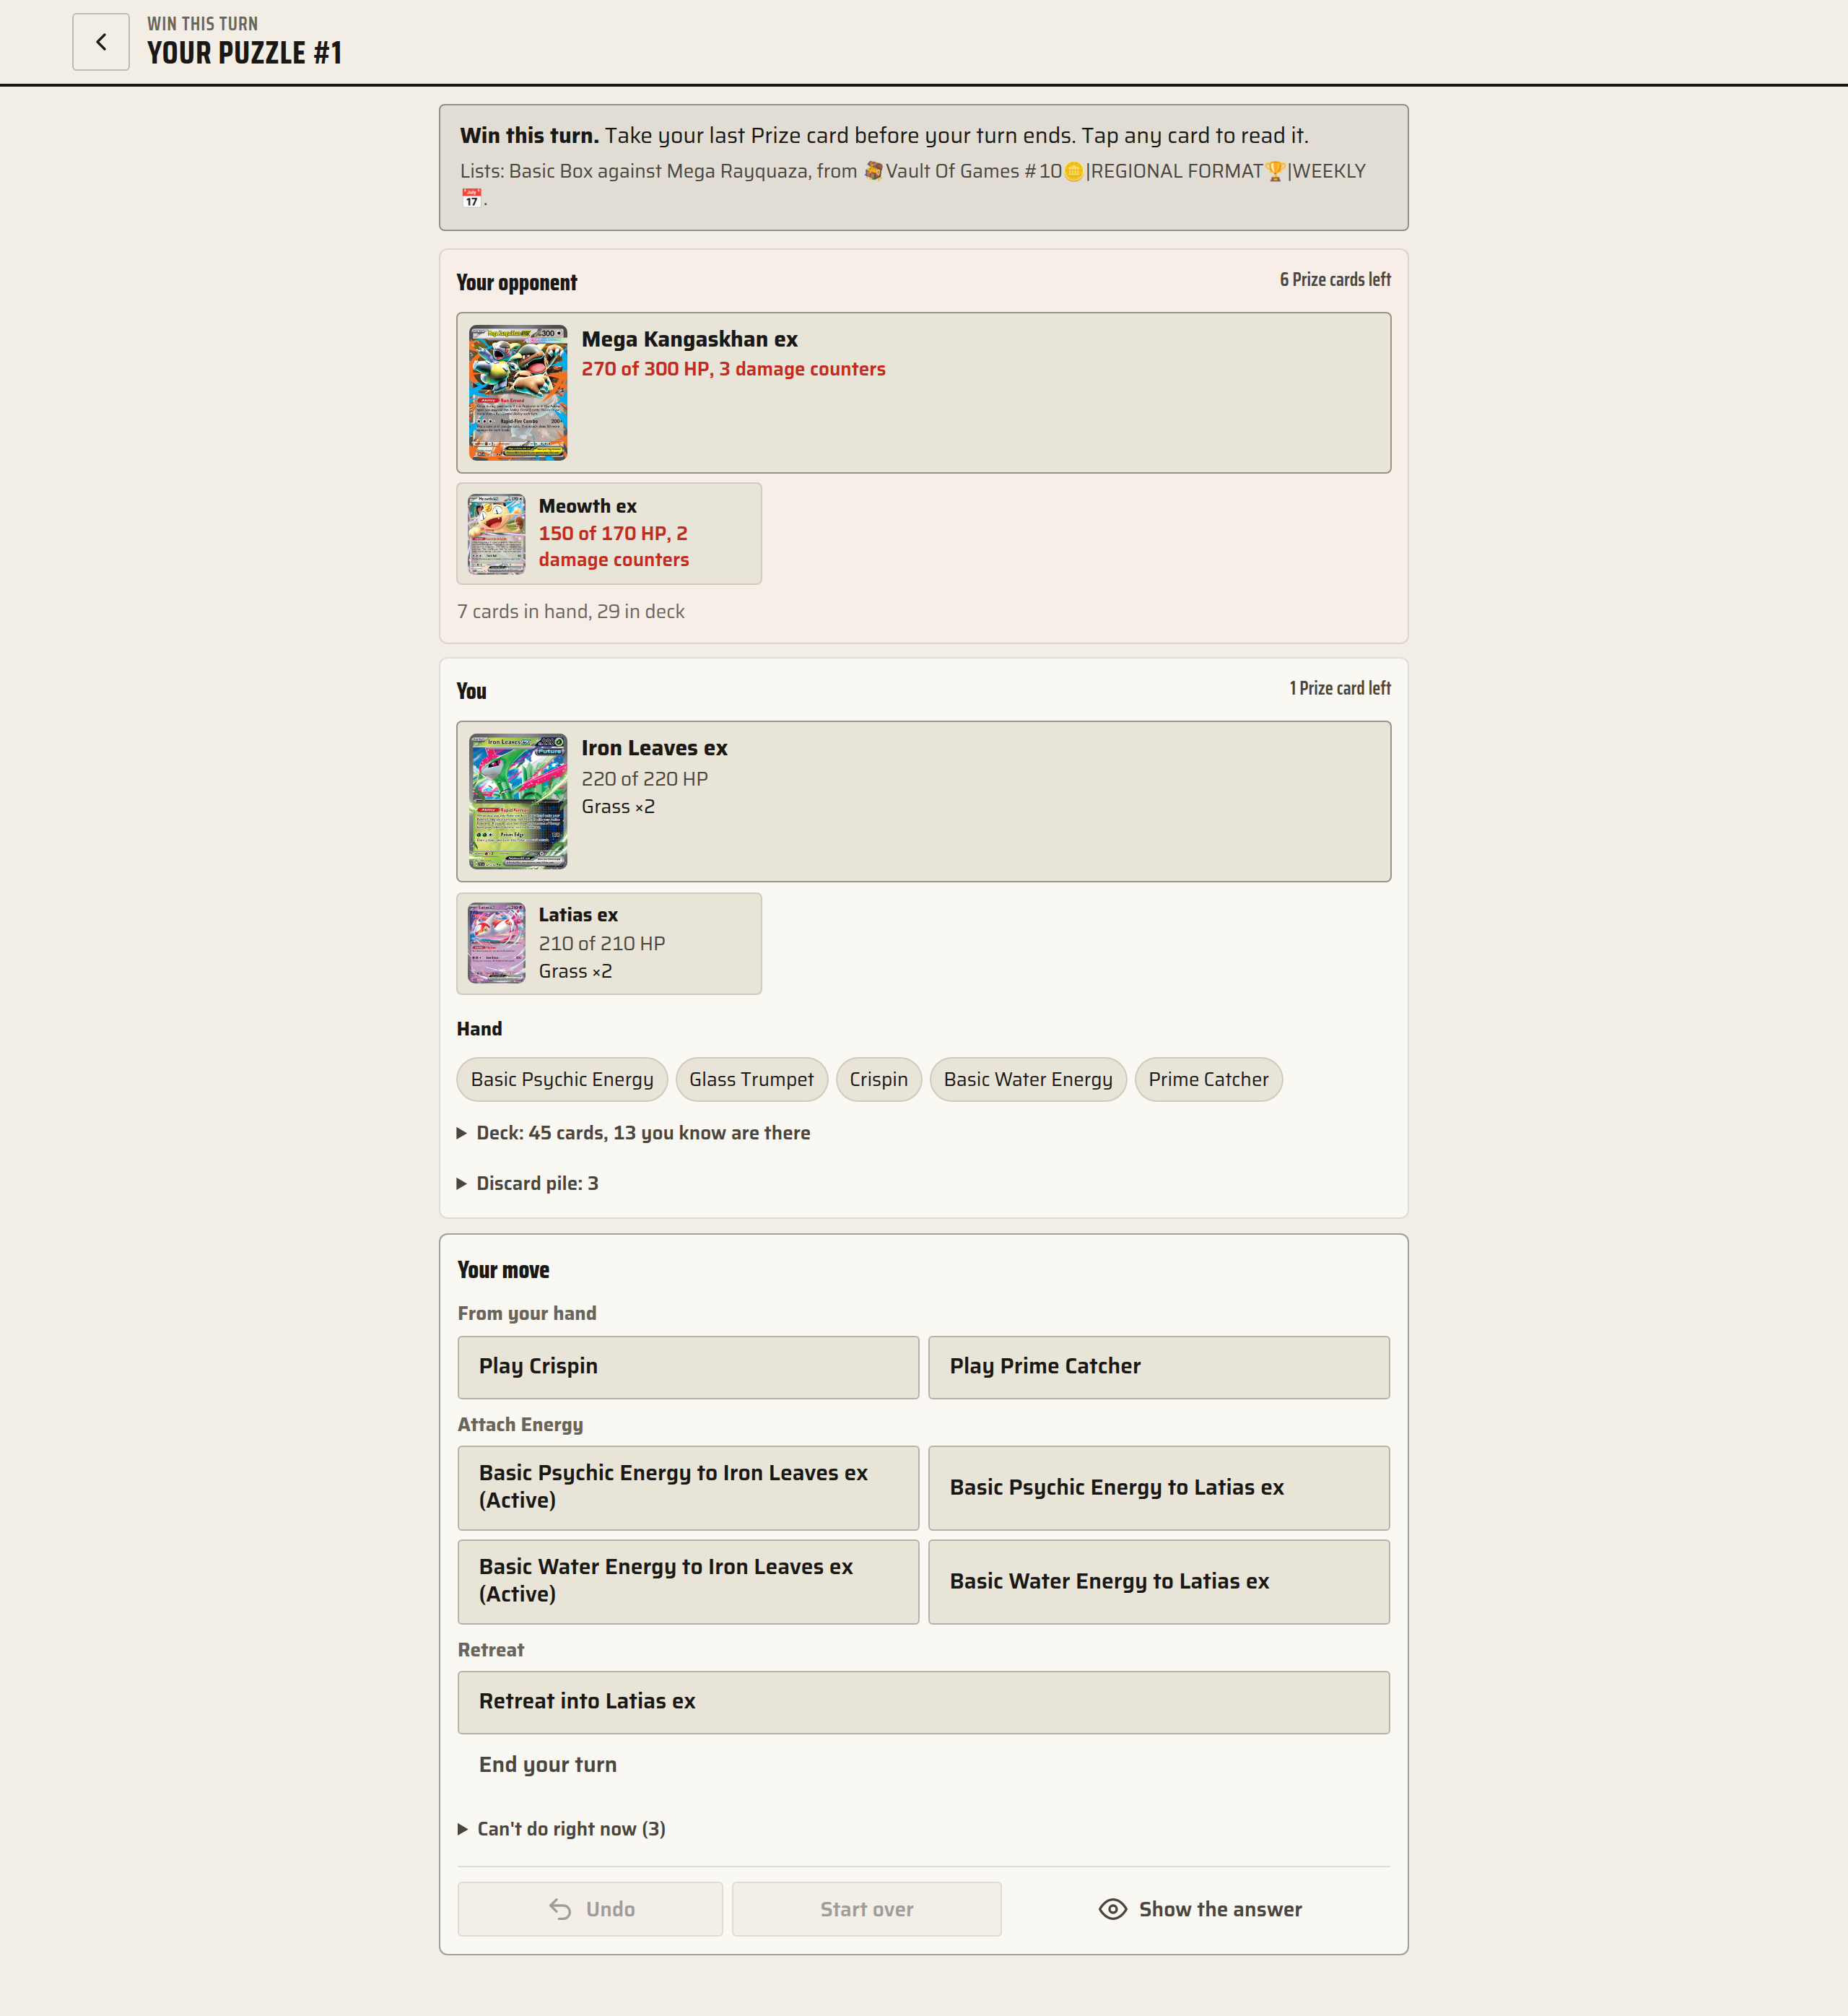 WIN THIS TURN
YOUR PUZZLE #1
Win this turn. Take your last Prize card before your turn ends. Tap any card to read it.
Lists: Basic Box against Mega Rayquaza, from Vault Of Games #10|REGIONAL FORMAT🏆|WEEKLY
📅.
Your opponent
6 Prize cards left
Mega Kangaskhan ex
270 of 300 HP, 3 damage counters
Meowth ex
150 of 170 HP, 2
damage counters
7 cards in hand, 29 in deck
You
1 Prize card left
Iron Leaves ex
220 of 220 HP
Grass ×2
Latias ex
210 of 210 HP
Grass ×2
Hand
Basic Psychic Energy
Glass Trumpet
Crispin
Basic Water Energy
Prime Catcher
Deck: 45 cards, 13 you know are there
Discard pile: 3
Your move
From your hand
Play Crispin
Play Prime Catcher
Attach Energy
Basic Psychic Energy to Iron Leaves ex
(Active)
Basic Psychic Energy to Latias ex
Basic Water Energy to Iron Leaves ex
(Active)
Basic Water Energy to Latias ex
Retreat
Retreat into Latias ex
End your turn
Can't do right now (3)
Undo
Start over
Show the answer